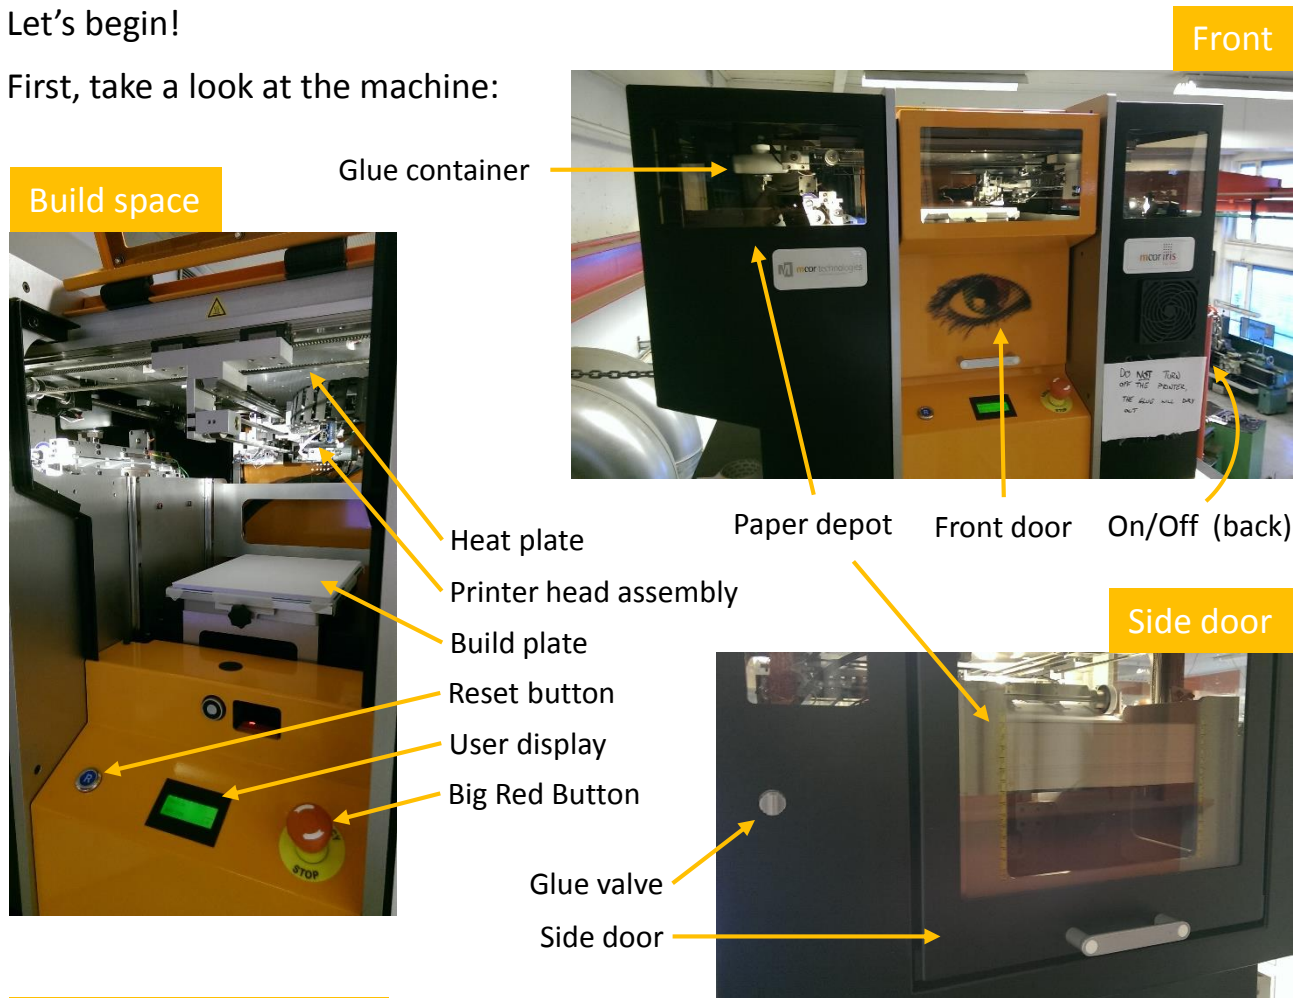 Let's begin!
First, take a look at the machine:
Front
Glue container
Build space
mcor technologies
mcor iris
DO NOT TURN
OFF THE PRINTER,
THE GLUE WILL DRY
OUT
Paper depot
Front door
On/Off (back)
Heat plate
Printer head assembly
Build plate
Reset button
User display
Big Red Button
R
STOP
Side door
Glue valve
Side door